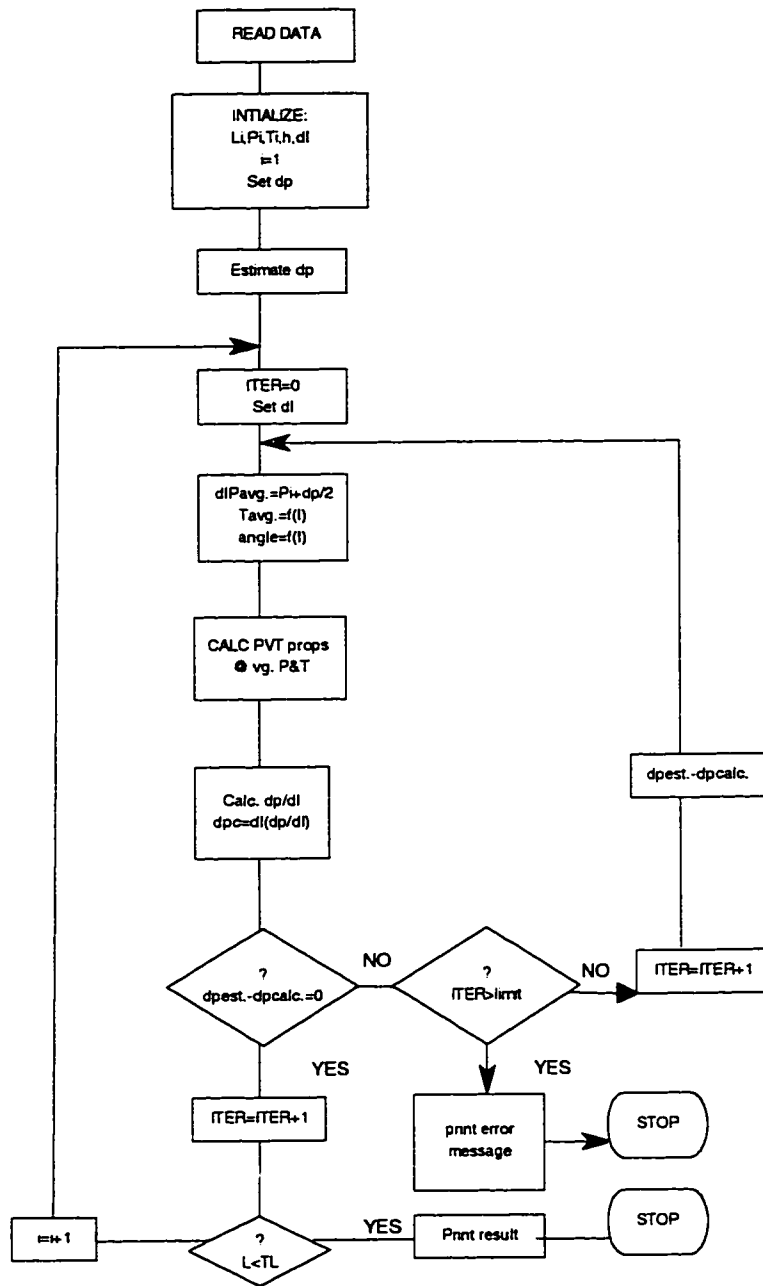 READ DATA
INTIALIZE:
Li,Pi,Ti,h,dl
i=1
Set dp
Estimate dp
ITER=0
Set dl
dlPavg.=Pi+dp/2
Tavg.=f(l)
angle=f(l)
CALC PVT props
@ vg. P&T
Calc. dp/dl
dpc=dl(dp/dl)
dpest.-dpcalc.
?
dpest.-dpcalc.=0
NO
?
ITER>limit
NO
ITER=ITER+1
YES
YES
ITER=ITER+1
print error
message
STOP
i=i+1
?
L<TL
YES
Print result
STOP